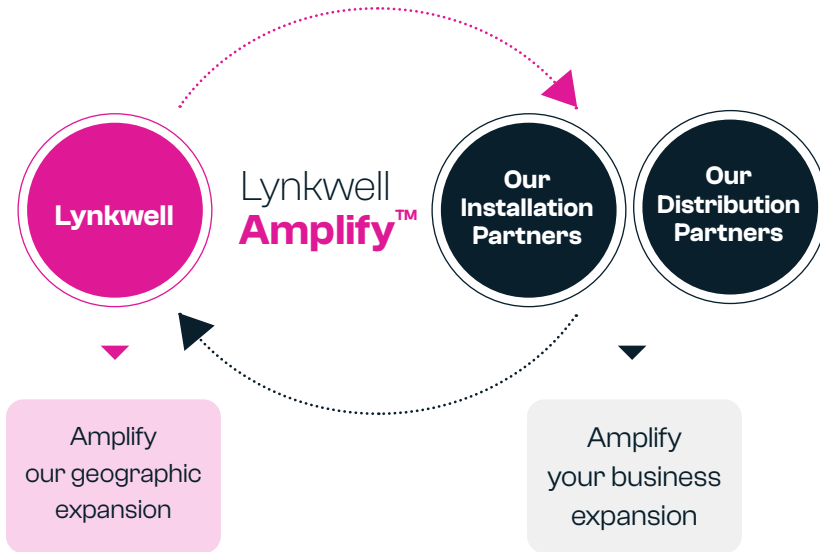 Lynkwell
Lynkwell
Amplify™
Our
Installation
Partners
Our
Distribution
Partners
Amplify
our geographic
expansion
Amplify
your business
expansion